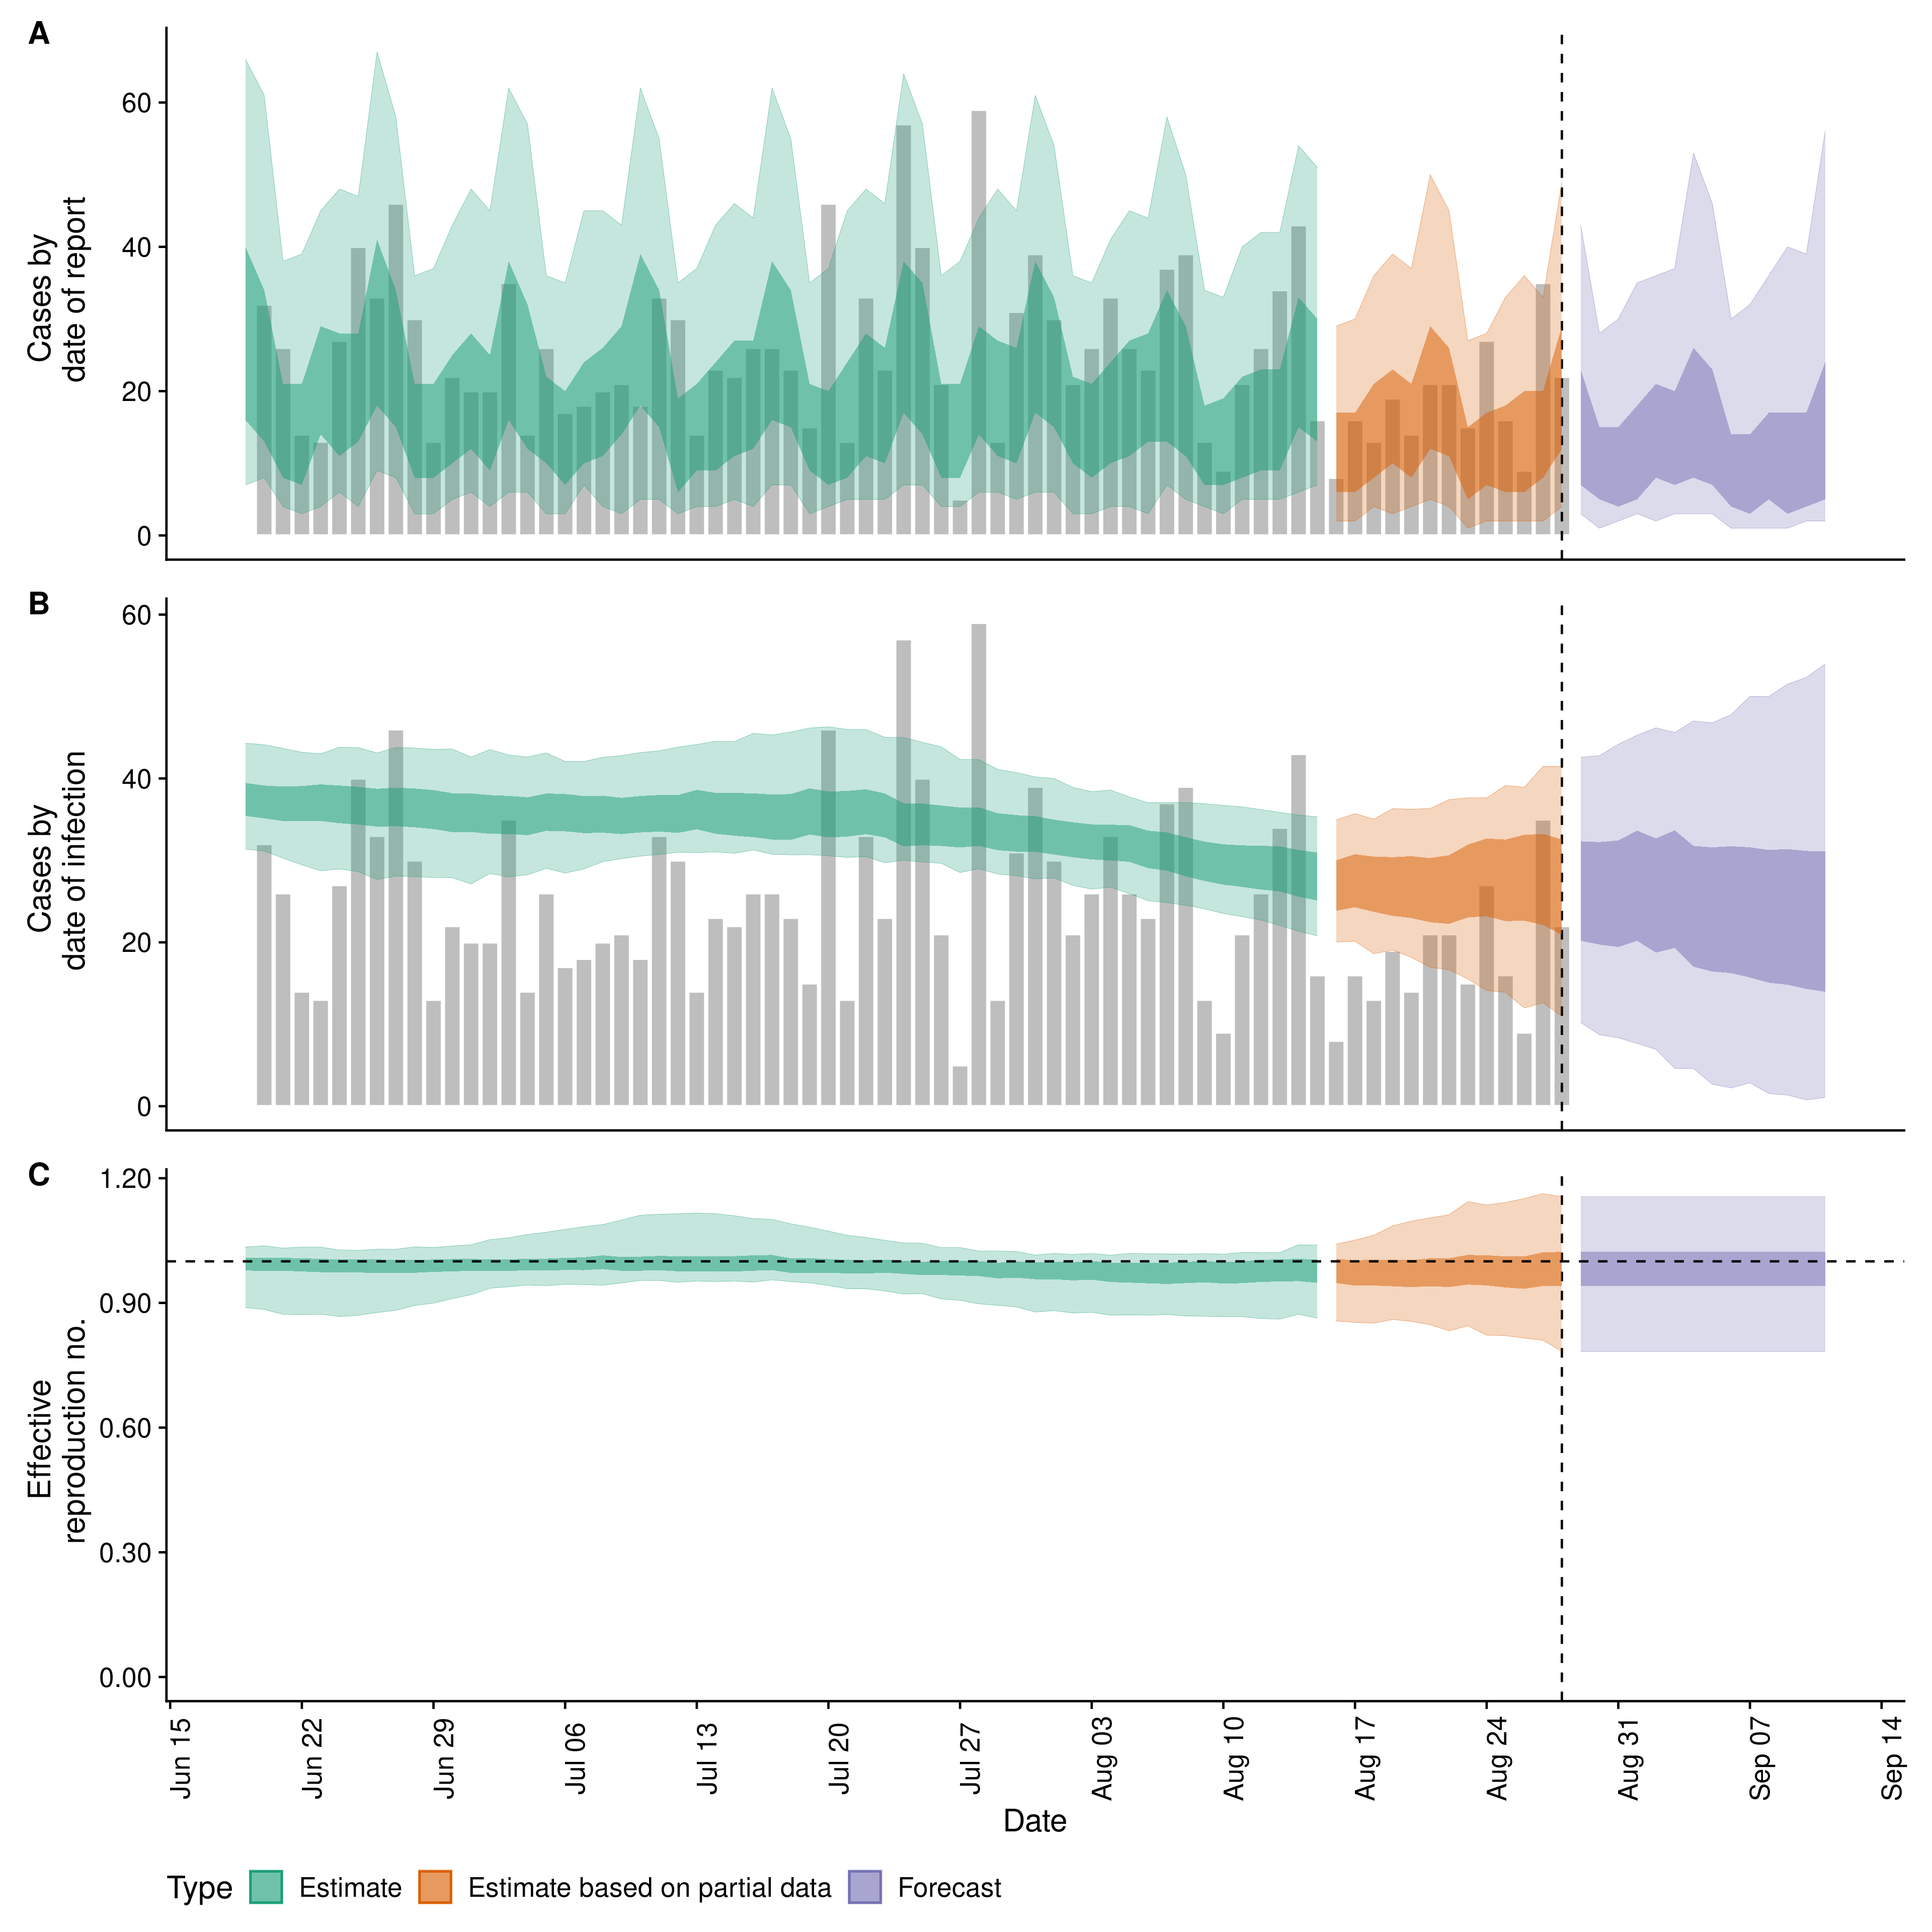 A
60
40
20
0
Cases by
date of report
B
60
40
20
0
Cases by
date of infection
C
1.20
0.90
0.60
0.30
0.00
Effective
reproduction no.
Jun 15
Jun 22
Jun 29
Jul 06
Jul 13
Jul 20
Jul 27
Aug 03
Aug 10
Aug 17
Aug 24
Aug 31
Sep 07
Sep 14
Date
Type Estimate Estimate based on partial data Forecast